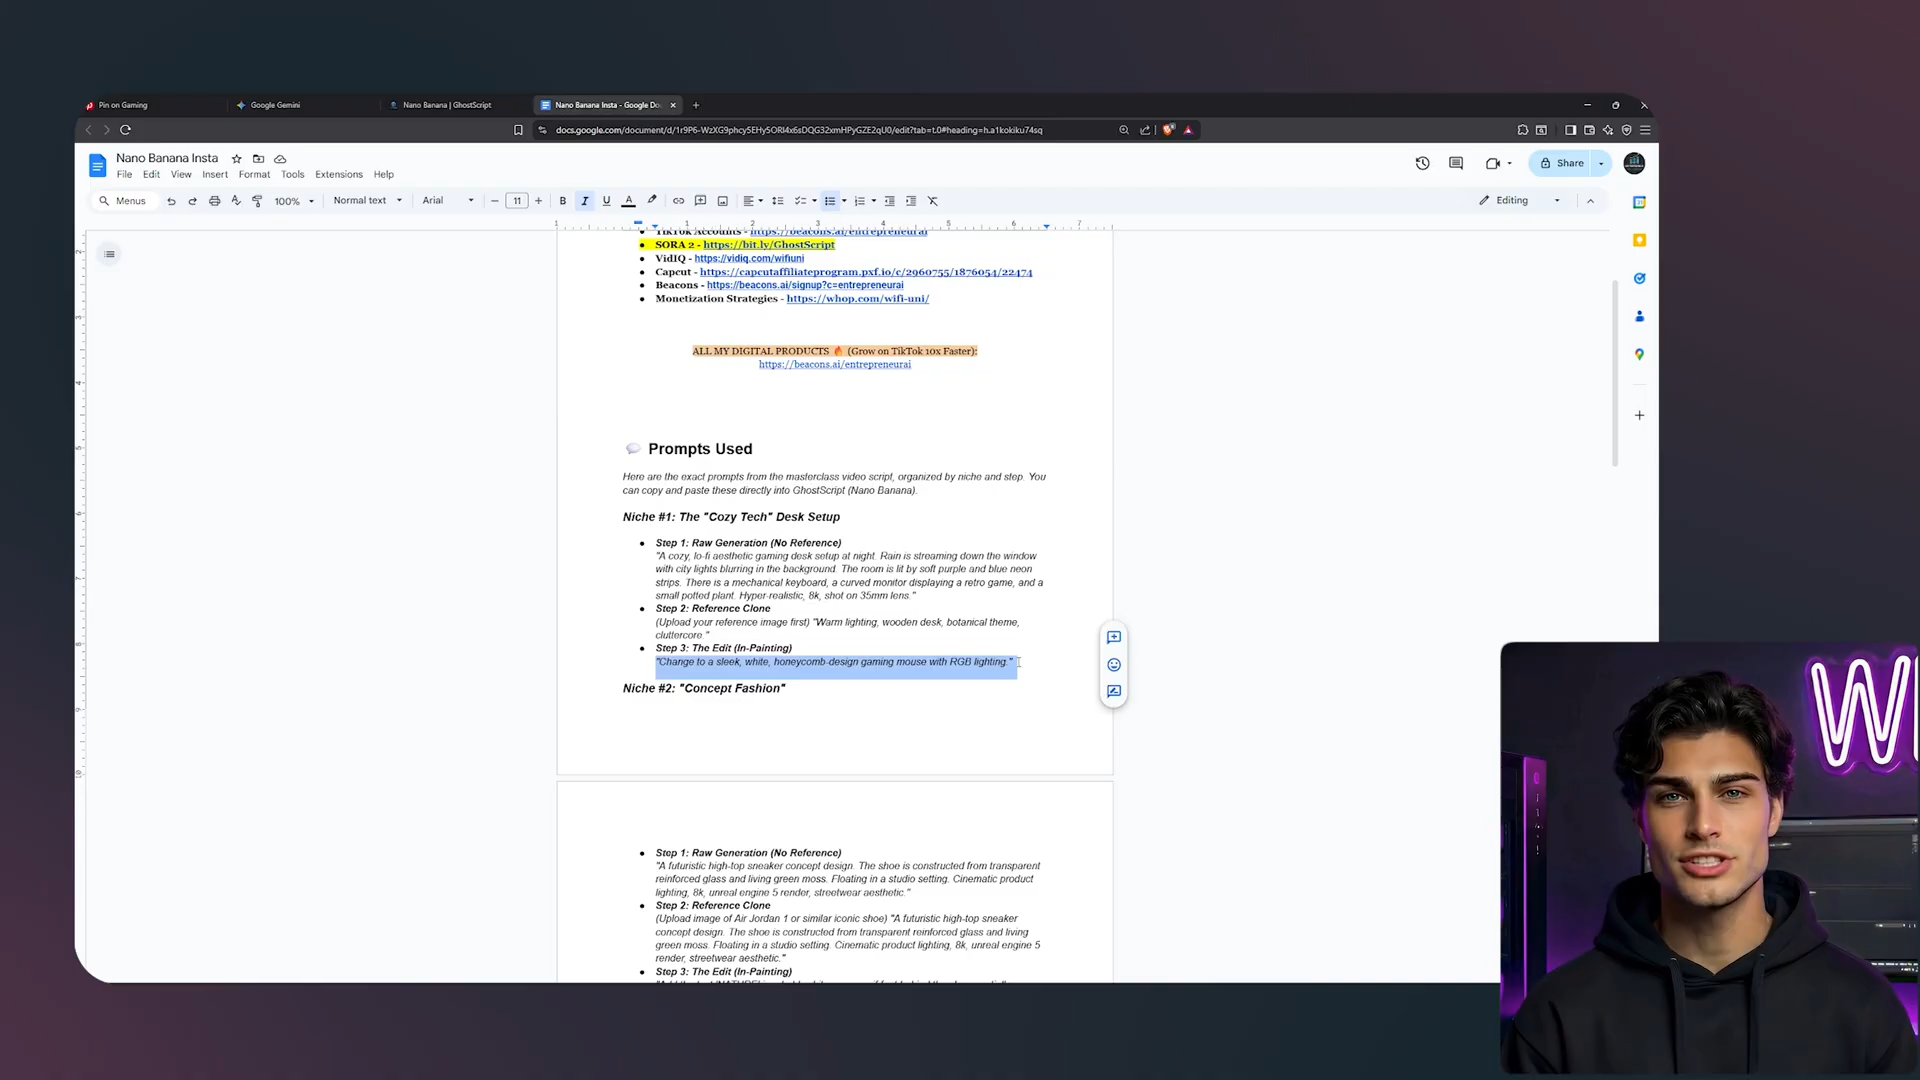 Pin on Gaming
Google Gemini
Nano Banana | GhostScript
Nano Banana Insta - Google Do
Nano Banana Insta
File Edit View Insert Format Tools Extensions Help
Share
Menus
100%
Normal text
Arial
11
Editing
1 1 2 3 4 5 6 7
TikTok Accounts - https://beacons.ai/entrepreneurai
SORA 2 - https://bit.ly/GhostScript
VidIQ - https://vidiq.com/wifiuni
Capcut - https://capcutaffiliateprogram.pxf.io/c/2960755/1876054/22474
Beacons - https://beacons.ai/signup?c=entrepreneurai
Monetization Strategies - https://whop.com/wifi-uni/
ALL MY DIGITAL PRODUCTS 🔥 (Grow on TikTok 10x Faster):
https://beacons.ai/entrepreneurai
💬 Prompts Used
Here are the exact prompts from the masterclass video script, organized by niche and step. You
can copy and paste these directly into GhostScript (Nano Banana).
Niche #1: The "Cozy Tech" Desk Setup
Step 1: Raw Generation (No Reference)
"A cozy, lo-fi aesthetic gaming desk setup at night. Rain is streaming down the window
with city lights blurring in the background. The room is lit by soft purple and blue neon
strips. There is a mechanical keyboard, a curved monitor displaying a retro game, and a
small potted plant. Hyper-realistic, 8k, shot on 35mm lens."
Step 2: Reference Clone
(Upload your reference image first) "Warm lighting, wooden desk, botanical theme,
cluttercore."
Step 3: The Edit (In-Painting)
"Change to a sleek, white, honeycomb-design gaming mouse with RGB lighting."
Niche #2: "Concept Fashion"
Step 1: Raw Generation (No Reference)
"A futuristic high-top sneaker concept design. The shoe is constructed from transparent
reinforced glass and living green moss. Floating in a studio setting. Cinematic product
lighting, 8k, unreal engine 5 render, streetwear aesthetic."
Step 2: Reference Clone
(Upload image of Air Jordan 1 or similar iconic shoe) "A futuristic high-top sneaker
concept design. The shoe is constructed from transparent reinforced glass and living
green moss. Floating in a studio setting. Cinematic product lighting, 8k, unreal engine 5
render, streetwear aesthetic."
Step 3: The Edit (In-Painting)